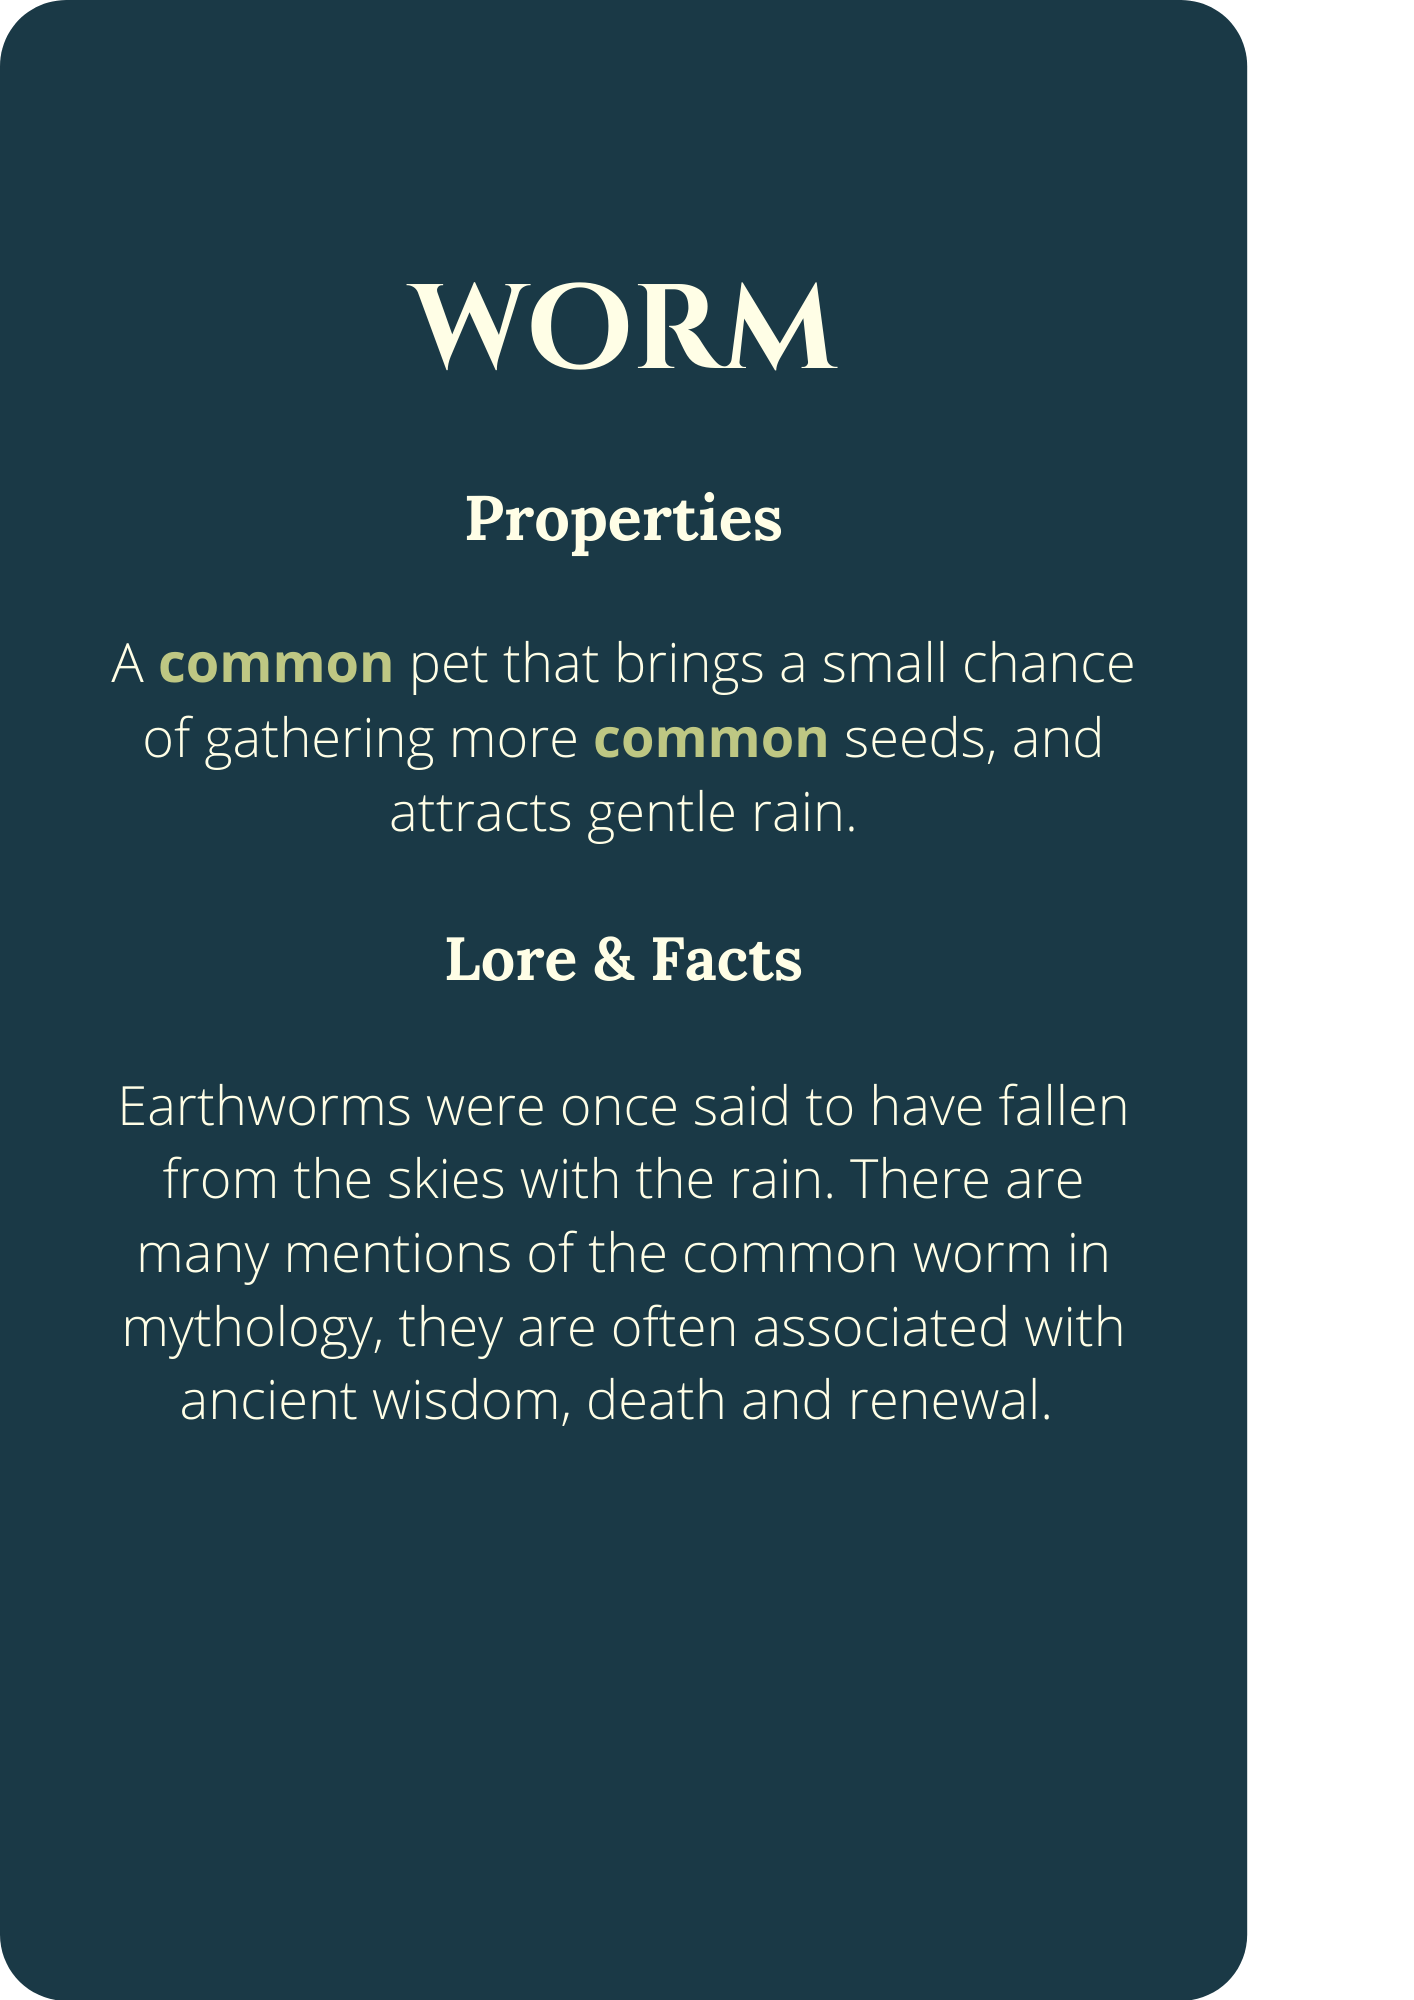 WORM
Properties
A common pet that brings a small chance
of gathering more common seeds, and
attracts gentle rain.
Lore & Facts
Earthworms were once said to have fallen
from the skies with the rain. There are
many mentions of the common worm in
mythology, they are often associated with
ancient wisdom, death and renewal.